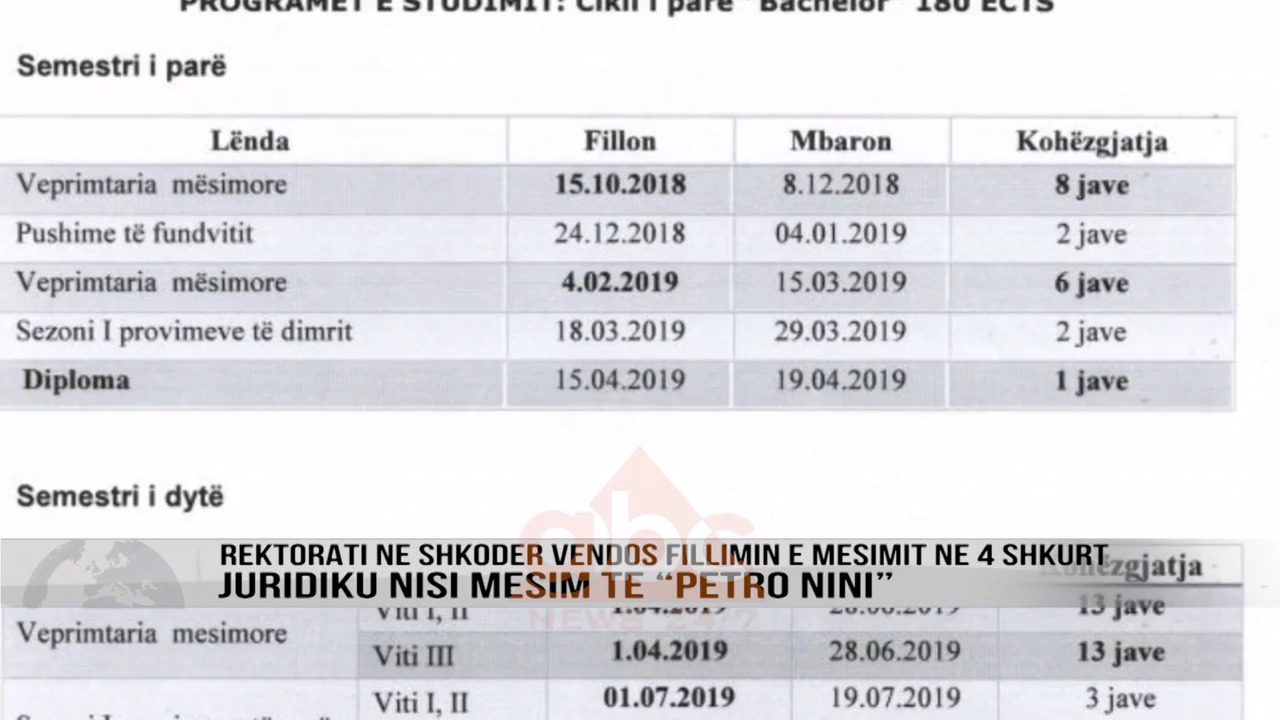 PROGRAMET E STUDIMIT: Cikli i parë "Bachelor" 180 ECTS
Semestri i parë
Lënda Fillon Mbaron Kohëzgjatja
Veprimtaria mësimore 15.10.2018 8.12.2018 8 jave
Pushime të fundvitit 24.12.2018 04.01.2019 2 jave
Veprimtaria mësimore 4.02.2019 15.03.2019 6 jave
Sezoni I provimeve të dimrit 18.03.2019 29.03.2019 2 jave
Diploma 15.04.2019 19.04.2019 1 jave
Semestri i dytë
abc
NEWS 24/7
REKTORATI NE SHKODER VENDOS FILLIMIN E MESIMIT NE 4 SHKURT
JURIDIKU NISI MESIM TE “PETRO NINI”
Viti I, II 13 jave
Veprimtaria mesimore
Viti III 1.04.2019 28.06.2019 13 jave
Viti I, II 01.07.2019 19.07.2019 3 jave